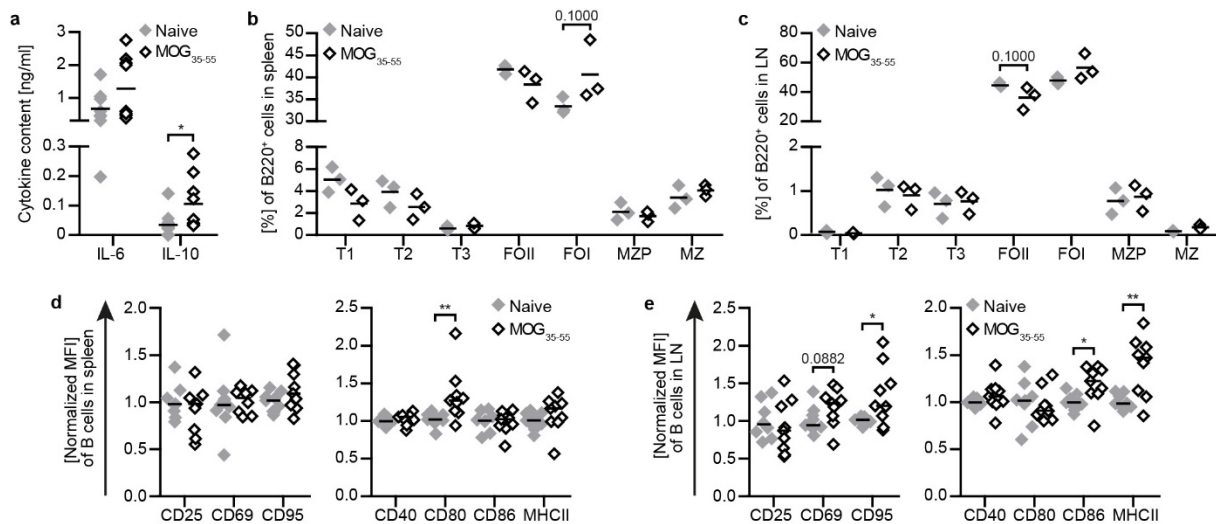 a
Naive
MOG35-55
Cytokine content [ng/ml]
3
2
1
0.3
0.2
0.1
0
*
IL-6 IL-10
b
Naive
MOG35-55
0.1000
[%] of B220+ cells in spleen
50
45
40
35
30
8
6
4
2
0
T1 T2 T3 FOII FOI MZP MZ
c
Naive
MOG35-55
0.1000
[%] of B220+ cells in LN
80
60
40
20
2
1
0
T1 T2 T3 FOII FOI MZP MZ
d
[Normalized MFI]
of B cells in spleen
2.0
1.5
1.0
0.5
0.0
CD25 CD69 CD95
2.5
2.0
1.5
1.0
0.5
0.0
**
Naive
MOG35-55
CD40 CD80 CD86 MHCII
e
[Normalized MFI]
of B cells in LN
2.5
2.0
1.5
1.0
0.5
0.0
0.0882
*
CD25 CD69 CD95
2.5
2.0
1.5
1.0
0.5
0.0
Naive
MOG35-55
*
**
CD40 CD80 CD86 MHCII